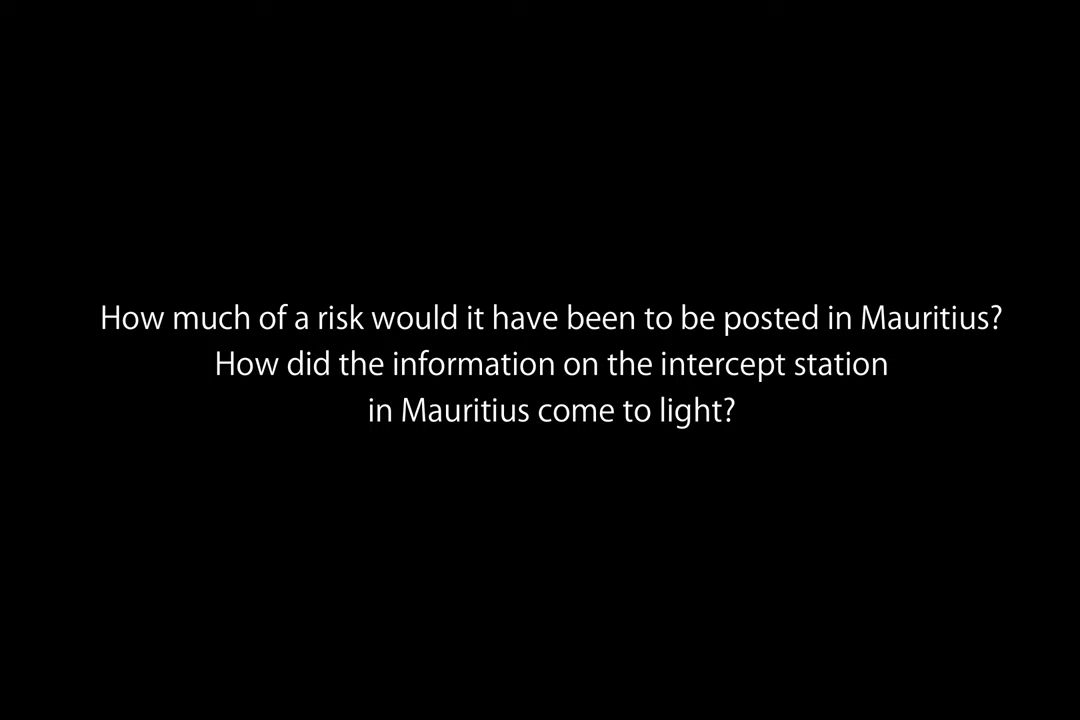 How much of a risk would it have been to be posted in Mauritius?
How did the information on the intercept station
in Mauritius come to light?